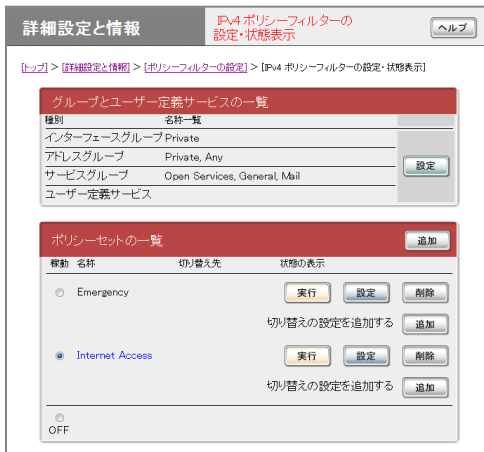 詳細設定と情報
IPv4 ポリシーフィルターの
設定・状態表示
ヘルプ
[トップ] > [詳細設定と情報] > [ポリシーフィルターの設定] > [IPv4 ポリシーフィルターの設定・状態表示]
グループとユーザー定義サービスの一覧
種別 名称一覧
インターフェースグループ Private
アドレスグループ Private, Any
設定
サービスグループ Open Services, General, Mail
ユーザー定義サービス
ポリシーセットの一覧 追加
稼動 名称 切り替え先 状態の表示
Emergency 実行 設定 削除
切り替えの設定を追加する 追加
Internet Access 実行 設定 削除
切り替えの設定を追加する 追加
OFF